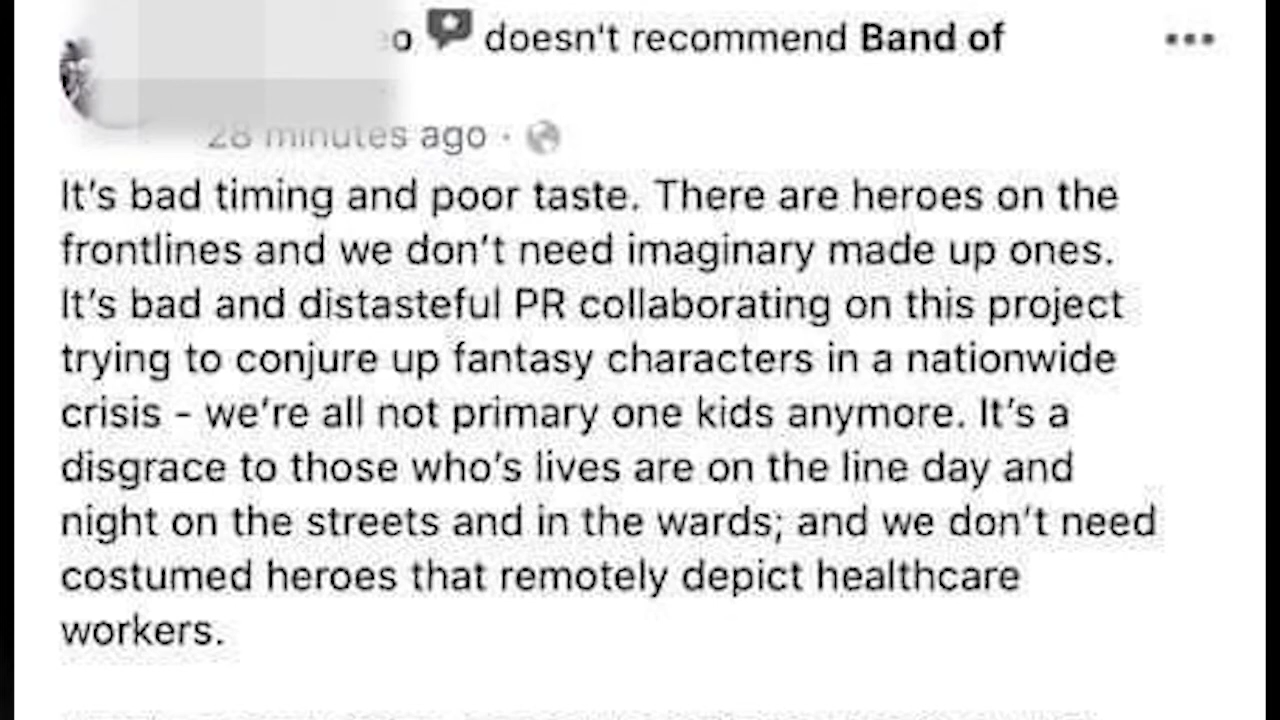 doesn't recommend Band of
28 minutes ago ·
It's bad timing and poor taste. There are heroes on the
frontlines and we don't need imaginary made up ones.
It's bad and distasteful PR collaborating on this project
trying to conjure up fantasy characters in a nationwide
crisis - we're all not primary one kids anymore. It's a
disgrace to those who's lives are on the line day and
night on the streets and in the wards; and we don't need
costumed heroes that remotely depict healthcare
workers.